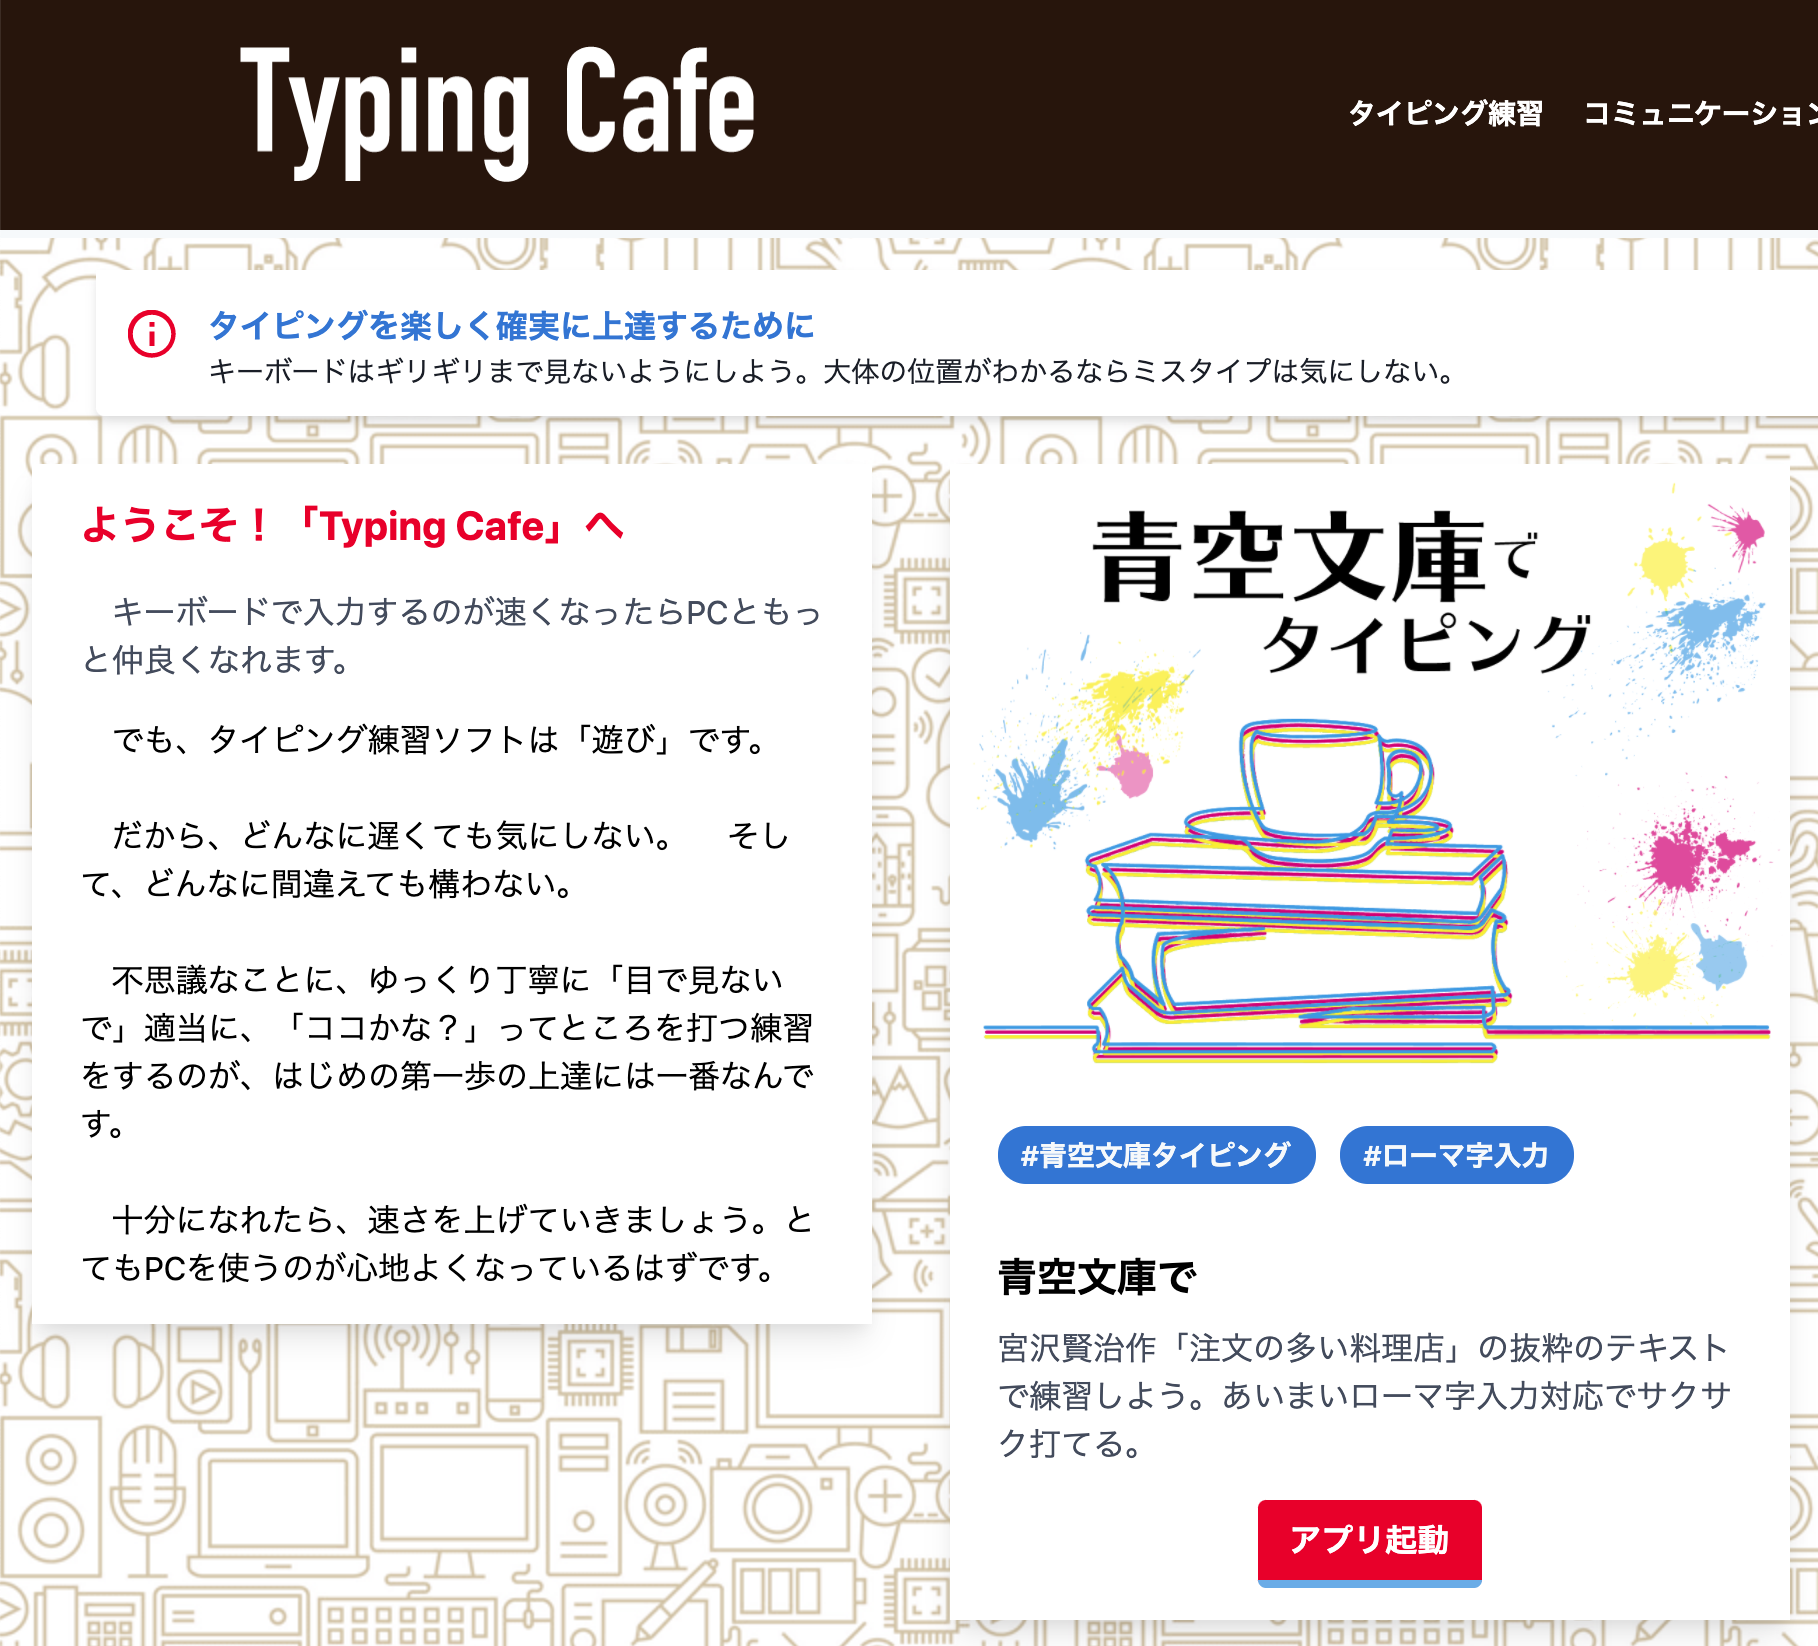 Typing Cafe
タイピング練習
コミュニケーション
タイピングを楽しく確実に上達するために
キーボードはギリギリまで見ないようにしよう。大体の位置がわかるならミスタイプは気にしない。
ようこそ！「Typing Cafe」へ
キーボードで入力するのが速くなったらPCともっ
と仲良くなれます。
でも、タイピング練習ソフトは「遊び」です。
だから、どんなに遅くても気にしない。　そし
て、どんなに間違えても構わない。
不思議なことに、ゆっくり丁寧に「目で見ない
で」適当に、「ココかな？」ってところを打つ練習
をするのが、はじめの第一歩の上達には一番なんで
す。
十分になれたら、速さを上げていきましょう。と
てもPCを使うのが心地よくなっているはずです。
青空文庫で
タイピング
#青空文庫タイピング
#ローマ字入力
青空文庫で
宮沢賢治作「注文の多い料理店」の抜粋のテキスト
で練習しよう。あいまいローマ字入力対応でサクサ
ク打てる。
アプリ起動